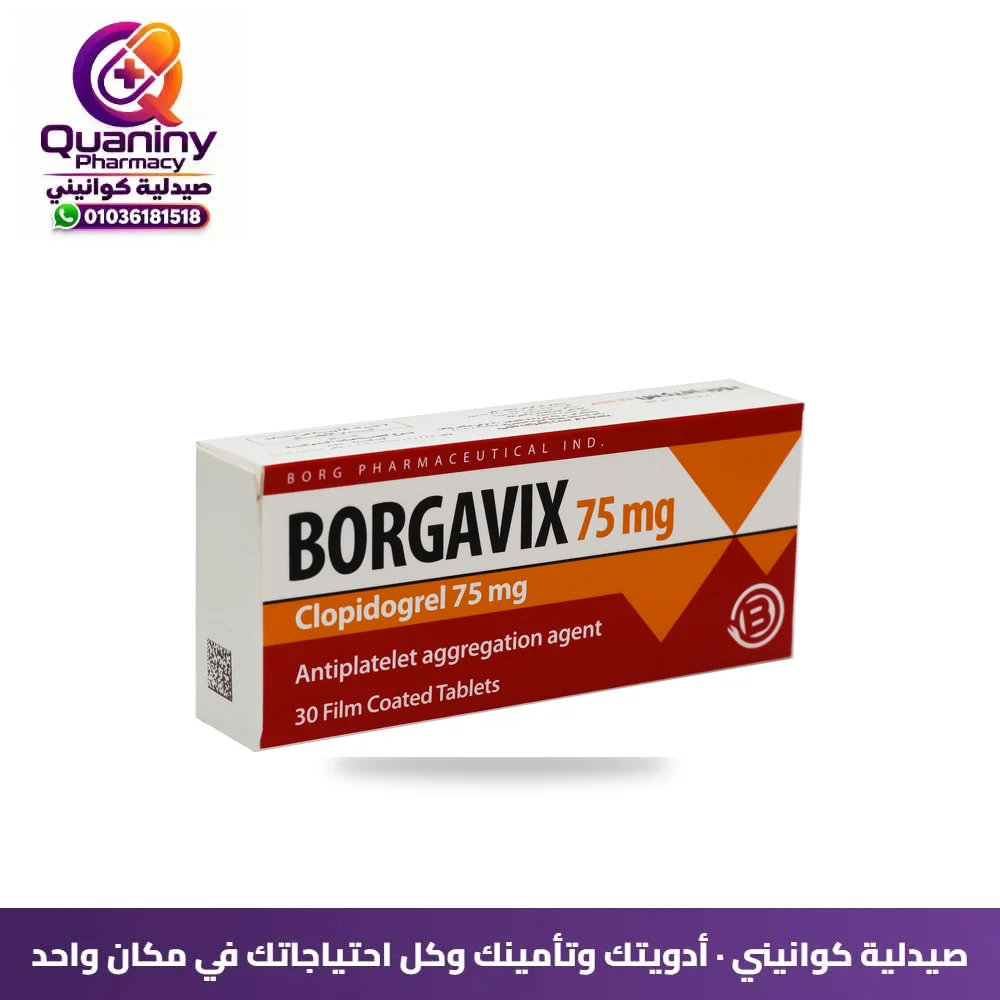 Quaniny
Pharmacy
صيدلية كوانيني
01036181518
BORG PHARMACEUTICAL IND.
BORGAVIX 75 mg
Clopidogrel 75 mg
Antiplatelet aggregation agent
30 Film Coated Tablets
صيدلية كوانيني · أدويتك وتأمينك وكل احتياجاتك في مكان واحد